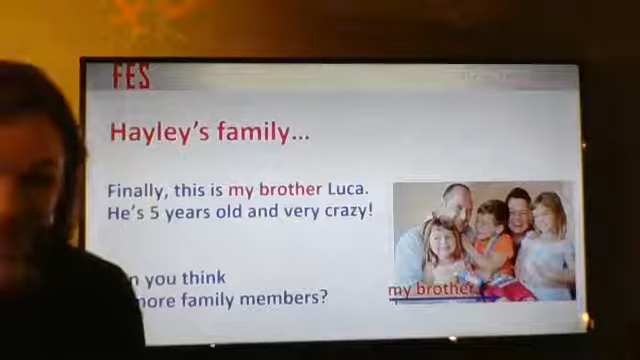 FES
Hayley's family...
Finally, this is my brother Luca.
He's 5 years old and very crazy!
you think
more family members?
my brother